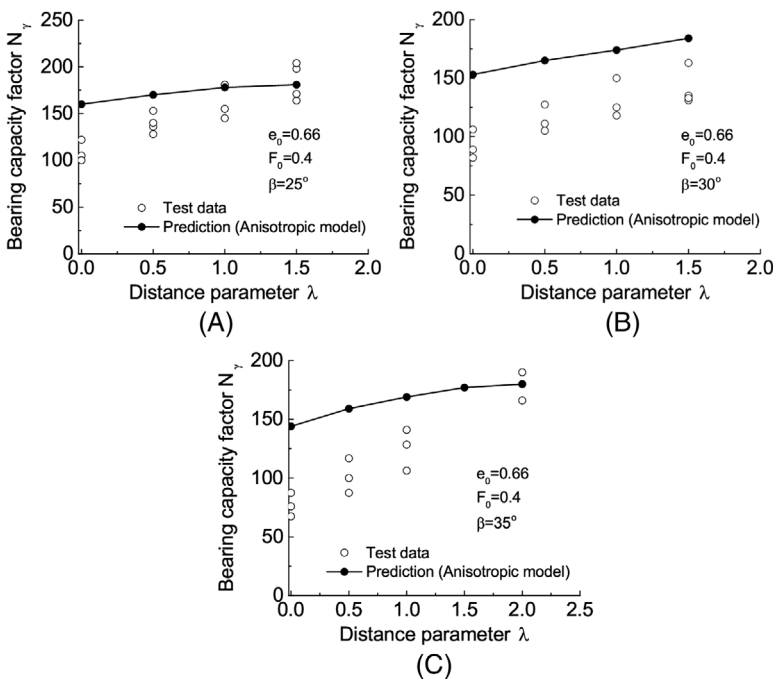 Bearing capacity factor Nγ
250
200
150
100
50
0
0.0 0.5 1.0 1.5 2.0
Distance parameter λ
e0=0.66
F0=0.4
β=25°
Test data
Prediction (Anisotropic model)
(A)
Bearing capacity factor Nγ
200
150
100
50
0
0.0 0.5 1.0 1.5 2.0
Distance parameter λ
e0=0.66
F0=0.4
β=30°
Test data
Prediction (Anisotropic model)
(B)
Bearing capacity factor Nγ
200
150
100
50
0
0.0 0.5 1.0 1.5 2.0 2.5
Distance parameter λ
e0=0.66
F0=0.4
β=35°
Test data
Prediction (Anisotropic model)
(C)